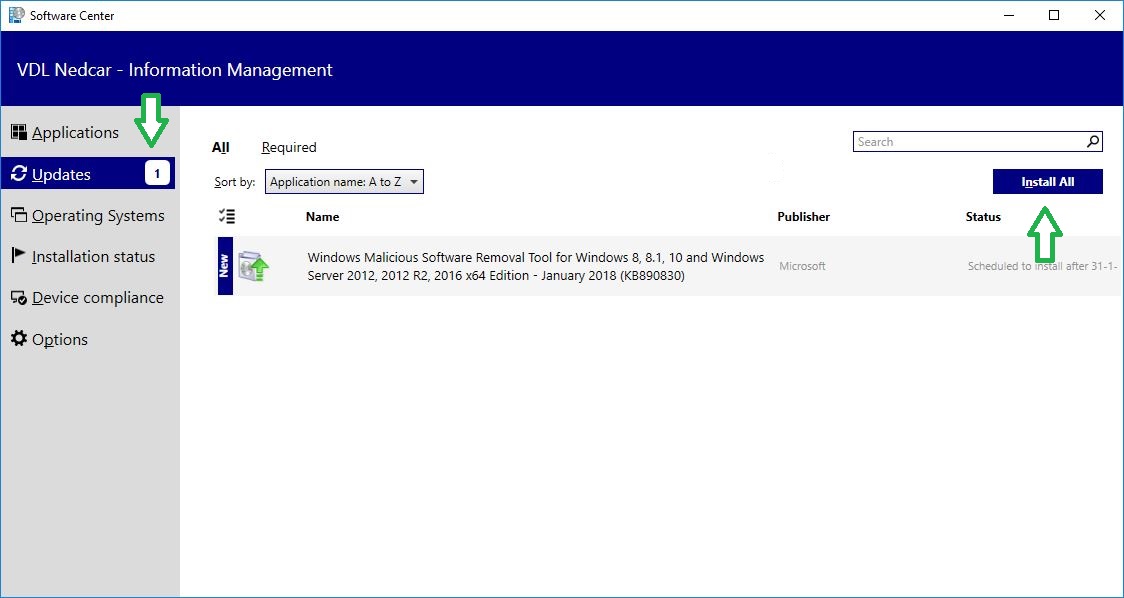 Software Center
VDL Nedcar - Information Management
Applications
Updates 1
Operating Systems
Installation status
Device compliance
Options
All Required
Search
Sort by: Application name: A to Z
Install All
Name Publisher Status
New
Windows Malicious Software Removal Tool for Windows 8, 8.1, 10 and Windows
Server 2012, 2012 R2, 2016 x64 Edition - January 2018 (KB890830)
Microsoft
Scheduled to install after 31-1-